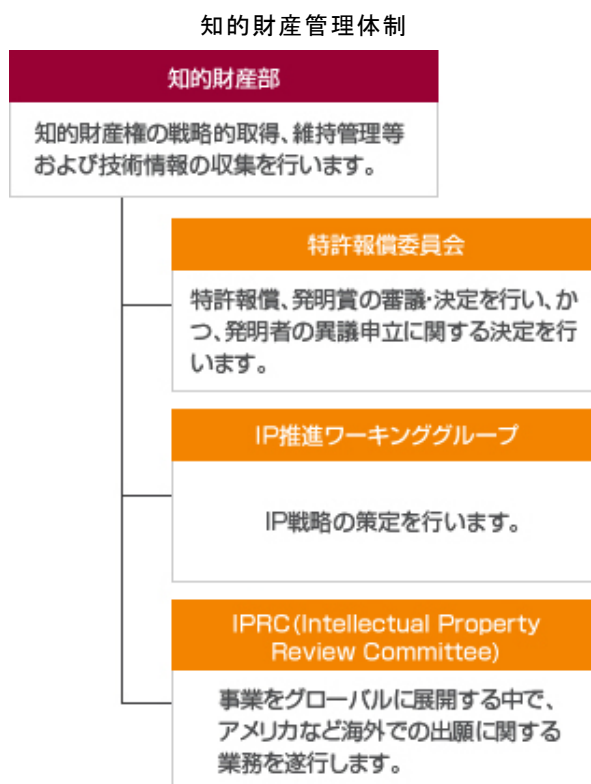 知的財産管理体制
知的財産部
知的財産権の戦略的取得、維持管理等
および技術情報の収集を行います。
特許報償委員会
特許報償、発明賞の審議・決定を行い、か
つ、発明者の異議申立に関する決定を行
います。
IP推進ワーキンググループ
IP戦略の策定を行います。
IPRC(Intellectual Property
Review Committee)
事業をグローバルに展開する中で、
アメリカなど海外での出願に関する
業務を遂行します。